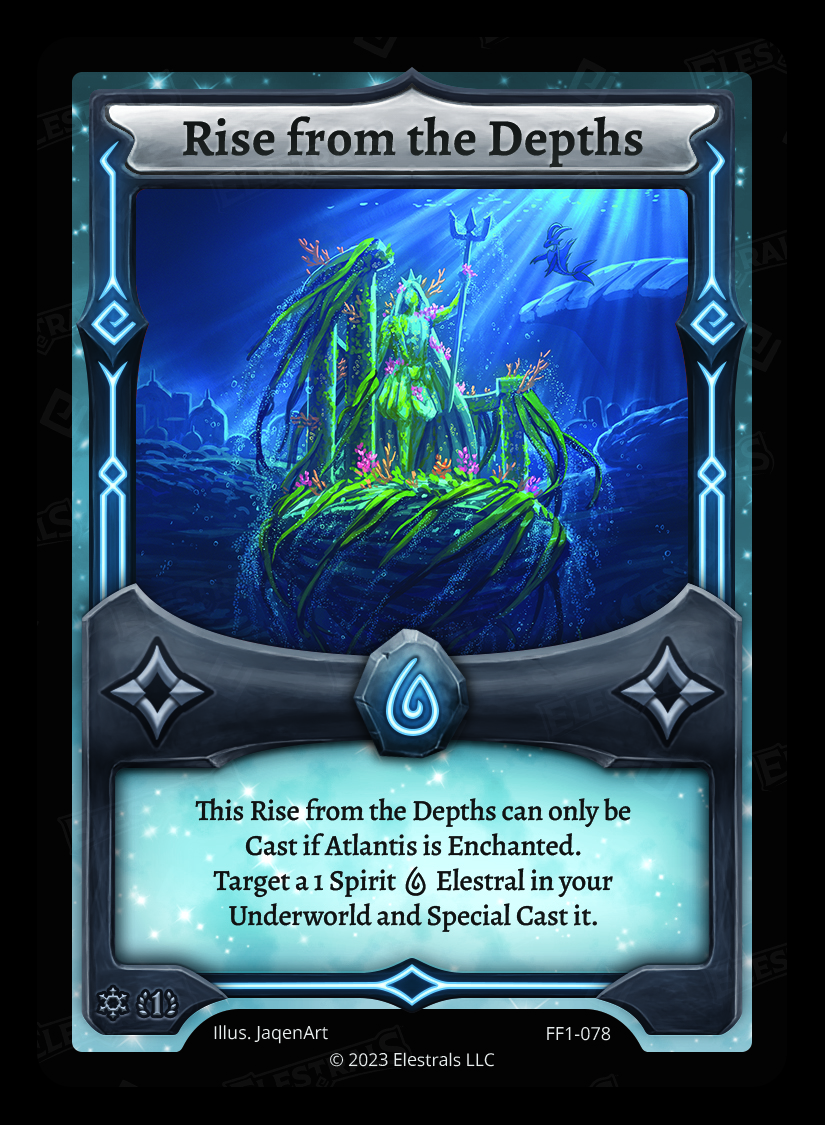 Rise from the Depths
This Rise from the Depths can only be
Cast if Atlantis is Enchanted.
Target a 1 Spirit Elestral in your
Underworld and Special Cast it.
1
Illus. JaqenArt
FF1-078
© 2023 Elestrals LLC